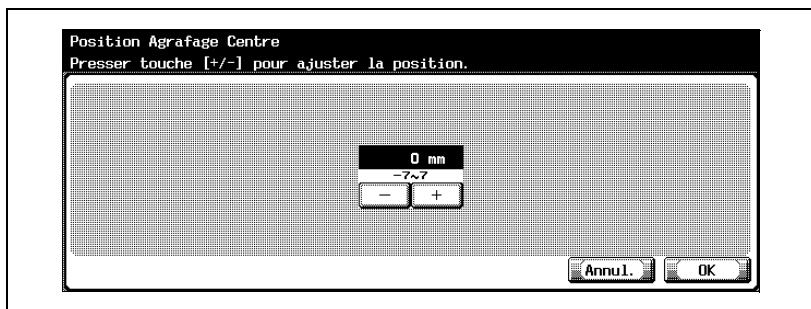 Position Agrafage Centre
Presser touche [+/-] pour ajuster la position.
0 mm
-7~7
- +
Annul. OK